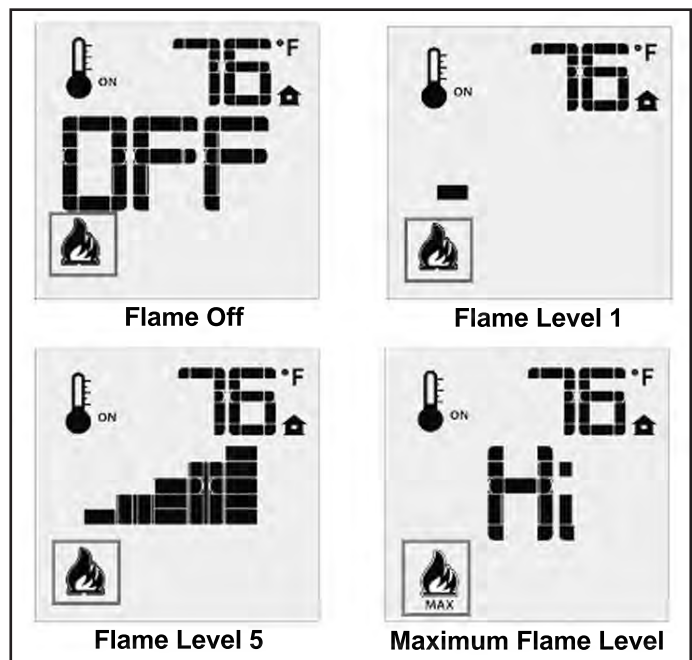 76 °F
ON
OFF
Flame Off
76 °F
ON
Flame Level 1
76 °F
ON
Flame Level 5
76 °F
ON
Hi
MAX
Maximum Flame Level